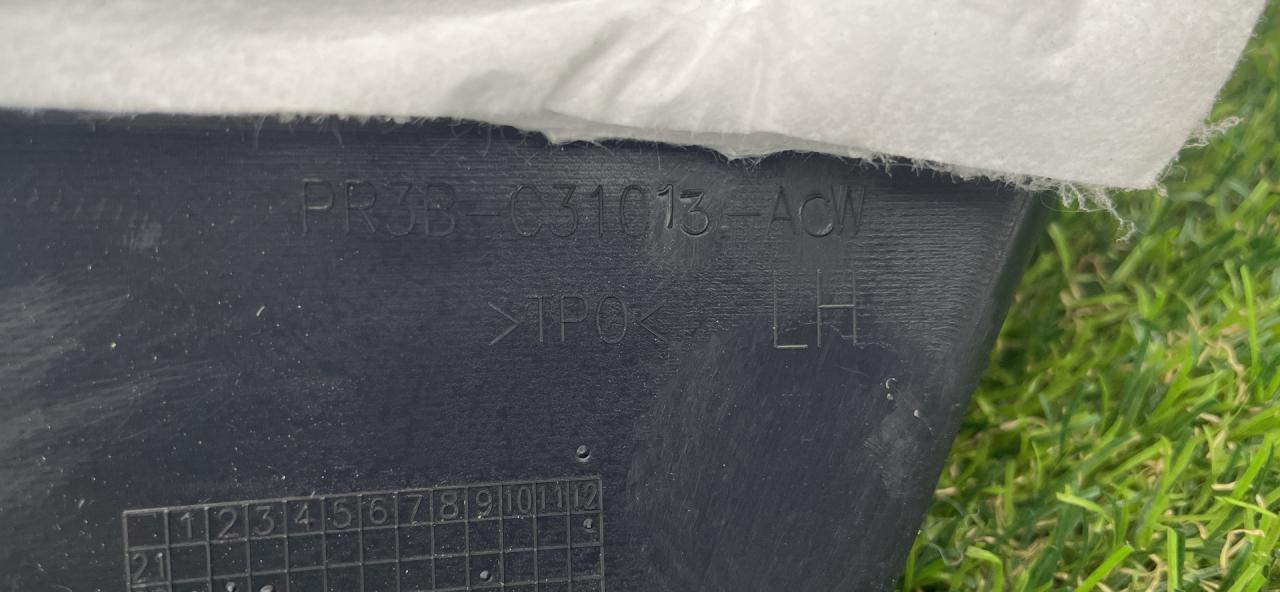 PR3B-C31013-AcW
>TPO< LH
1 2 3 4 5 6 7 8 9 10 11 12
21